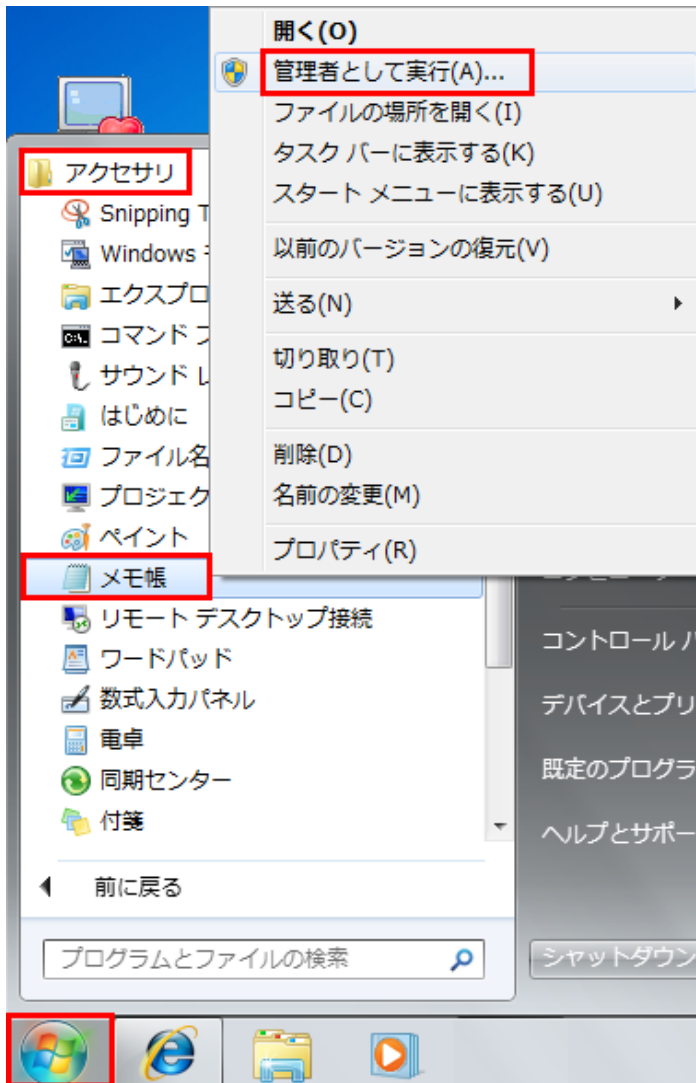 開く(O)
管理者として実行(A)...
ファイルの場所を開く(I)
タスク バーに表示する(K)
スタート メニューに表示する(U)
以前のバージョンの復元(V)
送る(N)
切り取り(T)
コピー(C)
削除(D)
名前の変更(M)
プロパティ(R)
アクセサリ
Snipping T
Windows
エクスプロ
コマンド プ
サウンド レ
はじめに
ファイル名
プロジェク
ペイント
メモ帳
リモート デスクトップ接続
ワードパッド
数式入力パネル
電卓
同期センター
付箋
前に戻る
プログラムとファイルの検索
コントロール パ
デバイスとプリ
既定のプログラ
ヘルプとサポー
シャットダウン